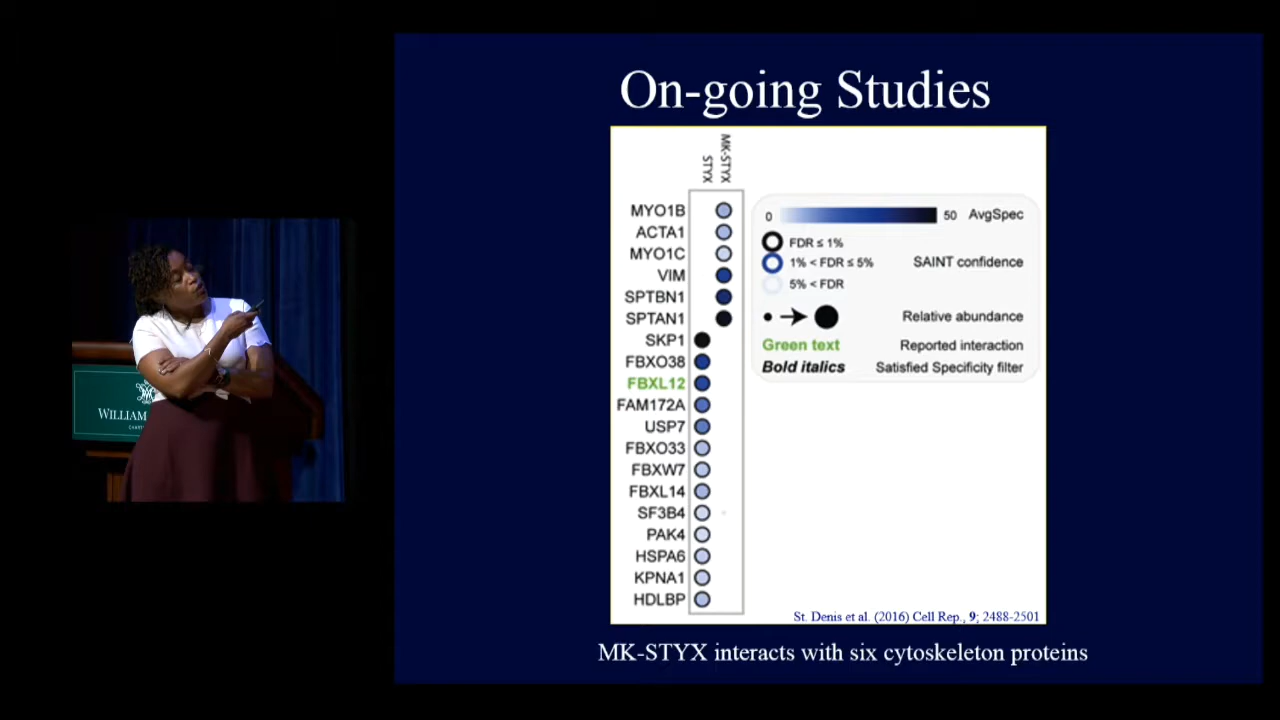 On-going Studies
STYX
MK-STYX
MYO1B
ACTA1
MYO1C
VIM
SPTBN1
SPTAN1
SKP1
FBXO38
FBXL12
FAM172A
USP7
FBXO33
FBXW7
FBXL14
SF3B4
PAK4
HSPA6
KPNA1
HDLBP
0 50 AvgSpec
FDR ≤ 1%
1% < FDR ≤ 5% SAINT confidence
5% < FDR
Relative abundance
Green text Reported interaction
Bold italics Satisfied Specificity filter
St. Denis et al. (2016) Cell Rep., 9; 2488-2501
MK-STYX interacts with six cytoskeleton proteins
WILLIAM